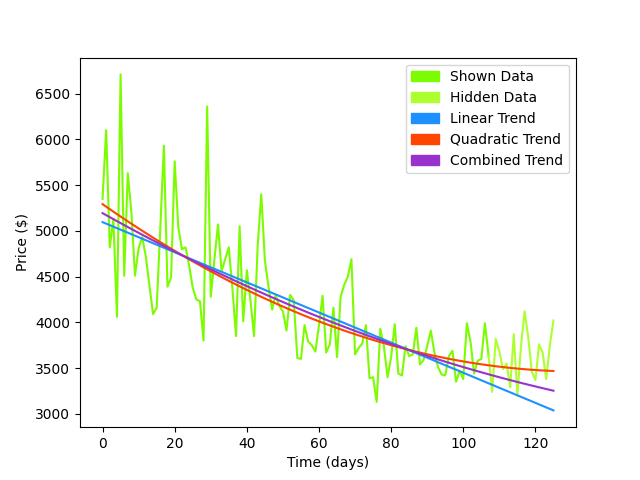 Shown Data
Hidden Data
Linear Trend
Quadratic Trend
Combined Trend
6500
6000
5500
5000
4500
4000
3500
3000
Price ($)
0 20 40 60 80 100 120
Time (days)